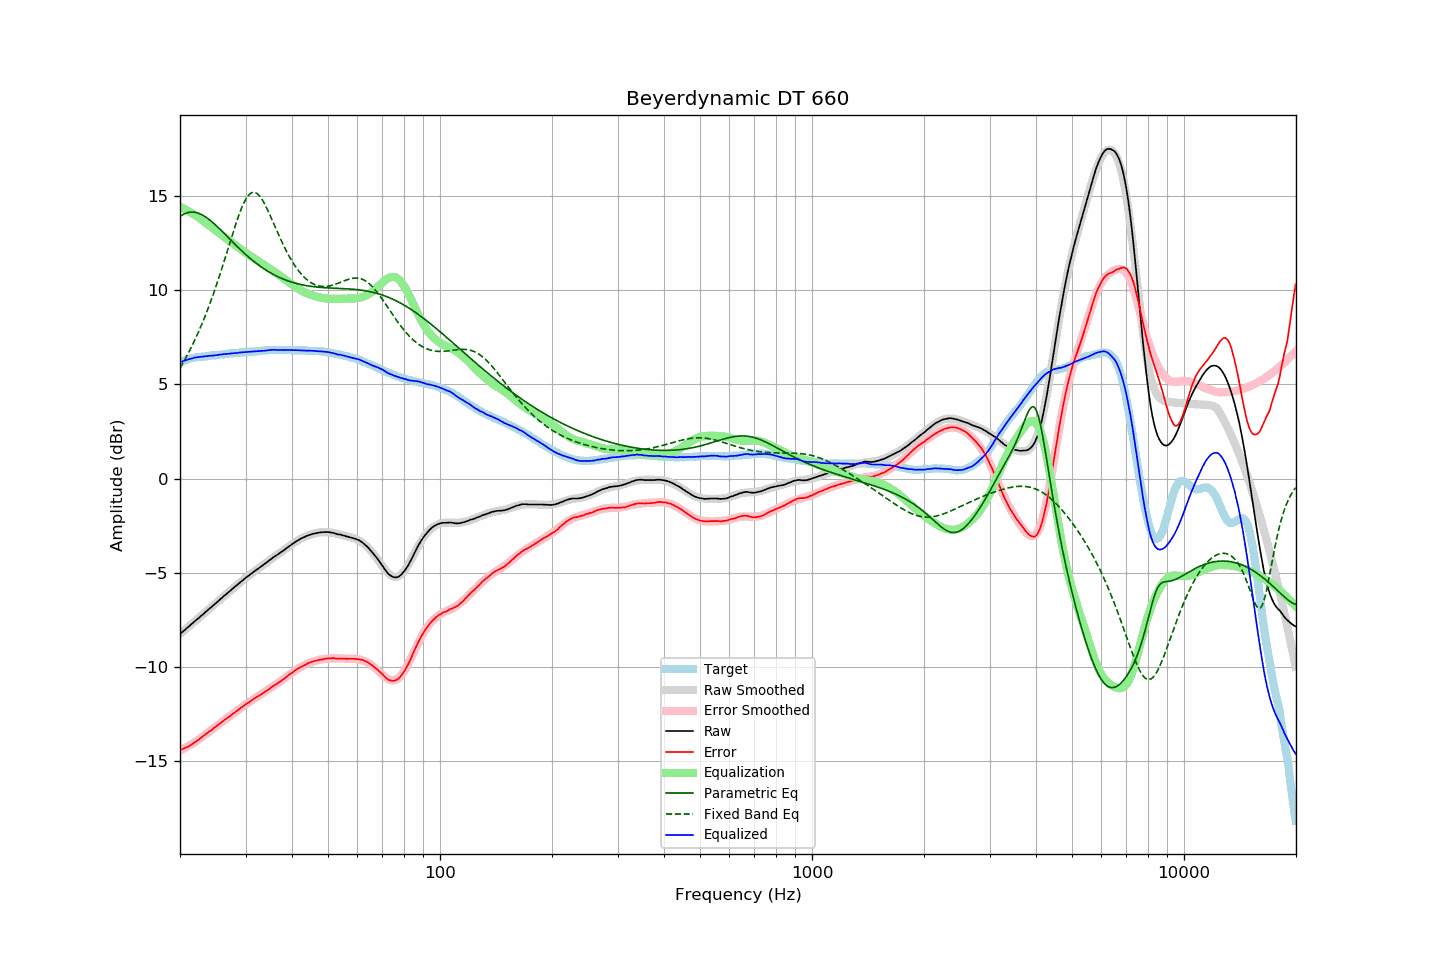 Beyerdynamic DT 660
Amplitude (dBr)
15
10
5
0
−5
−10
−15
Target
Raw Smoothed
Error Smoothed
Raw
Error
Equalization
Parametric Eq
Fixed Band Eq
Equalized
100
1000
10000
Frequency (Hz)